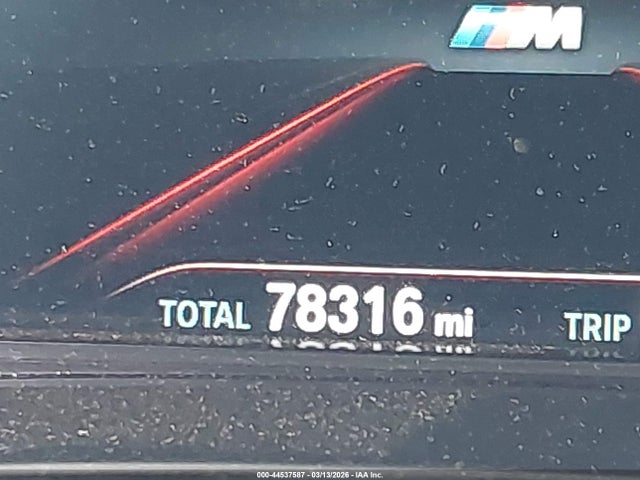 M
TOTAL 78316 mi TRIP
000-44537587 - 03/13/2026 - IAA Inc.